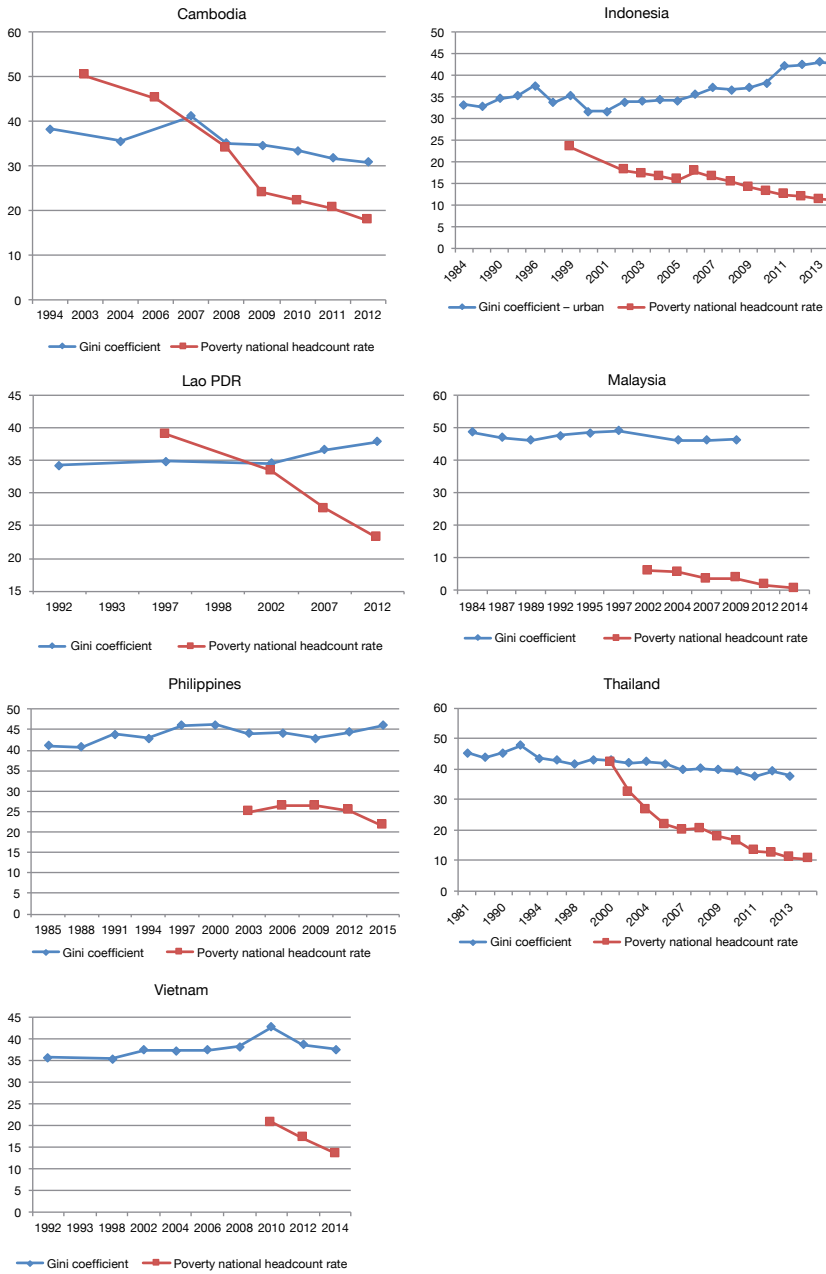 Cambodia
60
50
40
30
20
10
0
1994 2003 2004 2006 2007 2008 2009 2010 2011 2012
Gini coefficient Poverty national headcount rate
Indonesia
50
45
40
35
30
25
20
15
10
5
0
1984 1990 1996 1999 2001 2003 2005 2007 2009 2011 2013
Gini coefficient – urban Poverty national headcount rate
Lao PDR
45
40
35
30
25
20
15
1992 1993 1997 1998 2002 2007 2012
Gini coefficient Poverty national headcount rate
Malaysia
60
50
40
30
20
10
0
1984 1987 1989 1992 1995 1997 2002 2004 2007 2009 2012 2014
Gini coefficient Poverty national headcount rate
Philippines
50
45
40
35
30
25
20
15
10
5
0
1985 1988 1991 1994 1997 2000 2003 2006 2009 2012 2015
Gini coefficient Poverty national headcount rate
Thailand
60
50
40
30
20
10
0
1981 1990 1994 1998 2000 2004 2007 2009 2011 2013
Gini coefficient Poverty national headcount rate
Vietnam
45
40
35
30
25
20
15
10
5
0
1992 1993 1998 2002 2004 2006 2008 2010 2012 2014
Gini coefficient Poverty national headcount rate